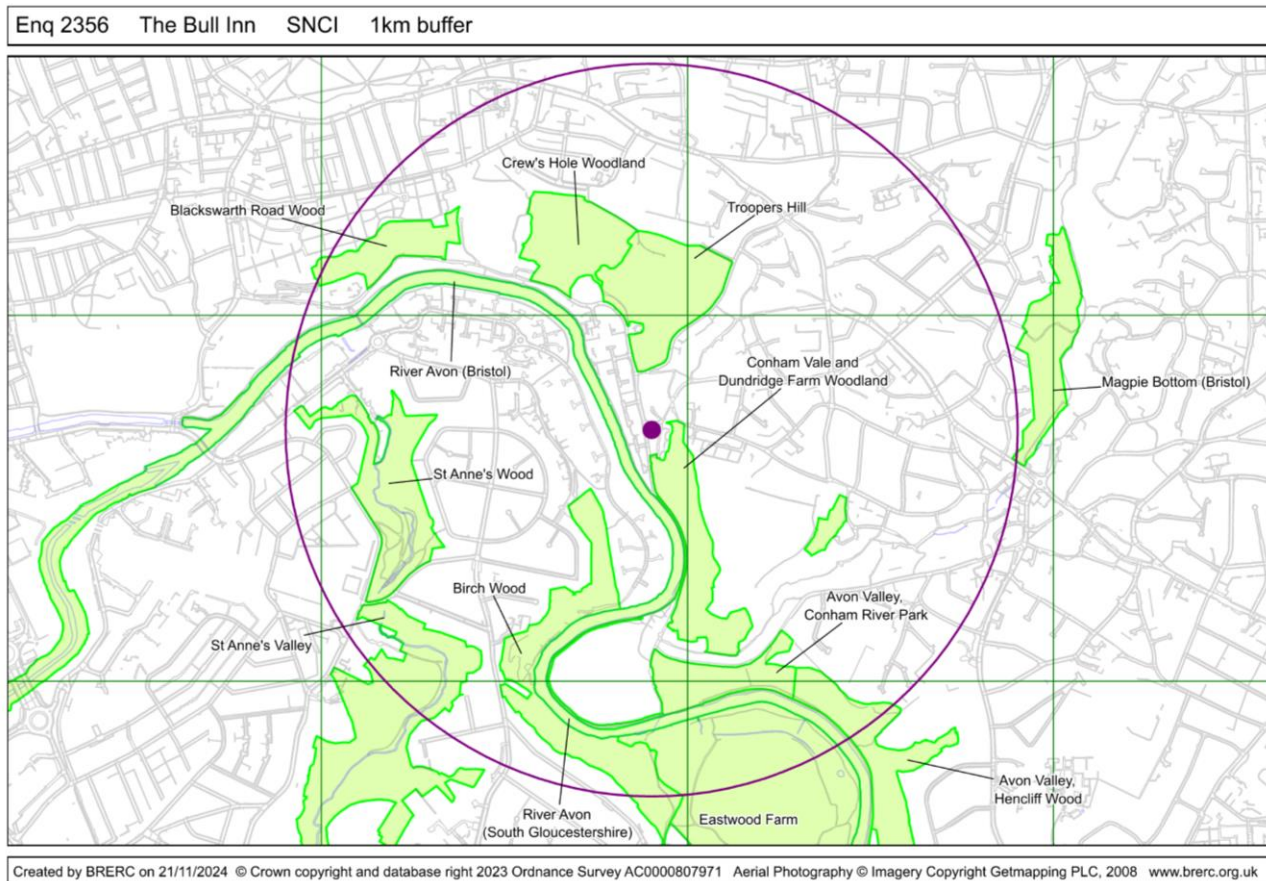 Enq 2356 The Bull Inn SNCI 1km buffer
Crew's Hole Woodland
Blackswarth Road Wood
Troopers Hill
River Avon (Bristol)
Conham Vale and
Dundridge Farm Woodland
Magpie Bottom (Bristol)
St Anne's Wood
Birch Wood
Avon Valley,
Conham River Park
St Anne's Valley
Avon Valley,
Hencliff Wood
River Avon
(South Gloucestershire)
Eastwood Farm
Created by BRERC on 21/11/2024 © Crown copyright and database right 2023 Ordnance Survey AC0000807971 Aerial Photography © Imagery Copyright Getmapping PLC, 2008 www.brerc.org.uk